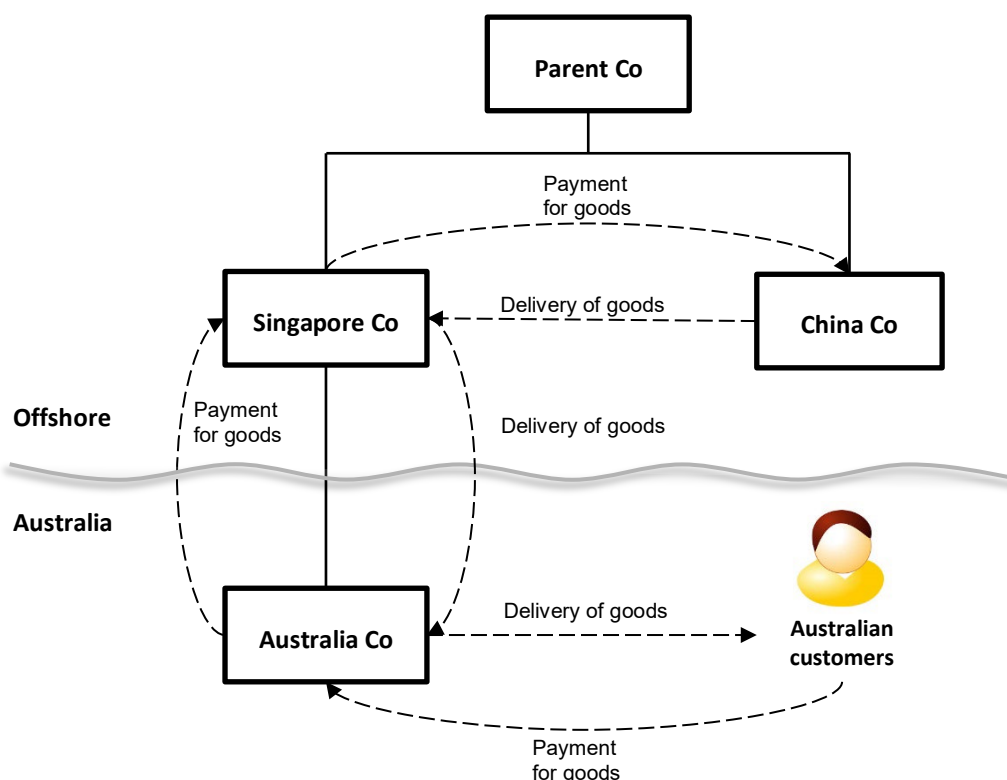 Parent Co
Payment
for goods
Singapore Co
Delivery of goods
China Co
Offshore
Payment
for goods
Delivery of goods
Australia
Australia Co
Delivery of goods
Australian
customers
Payment
for goods